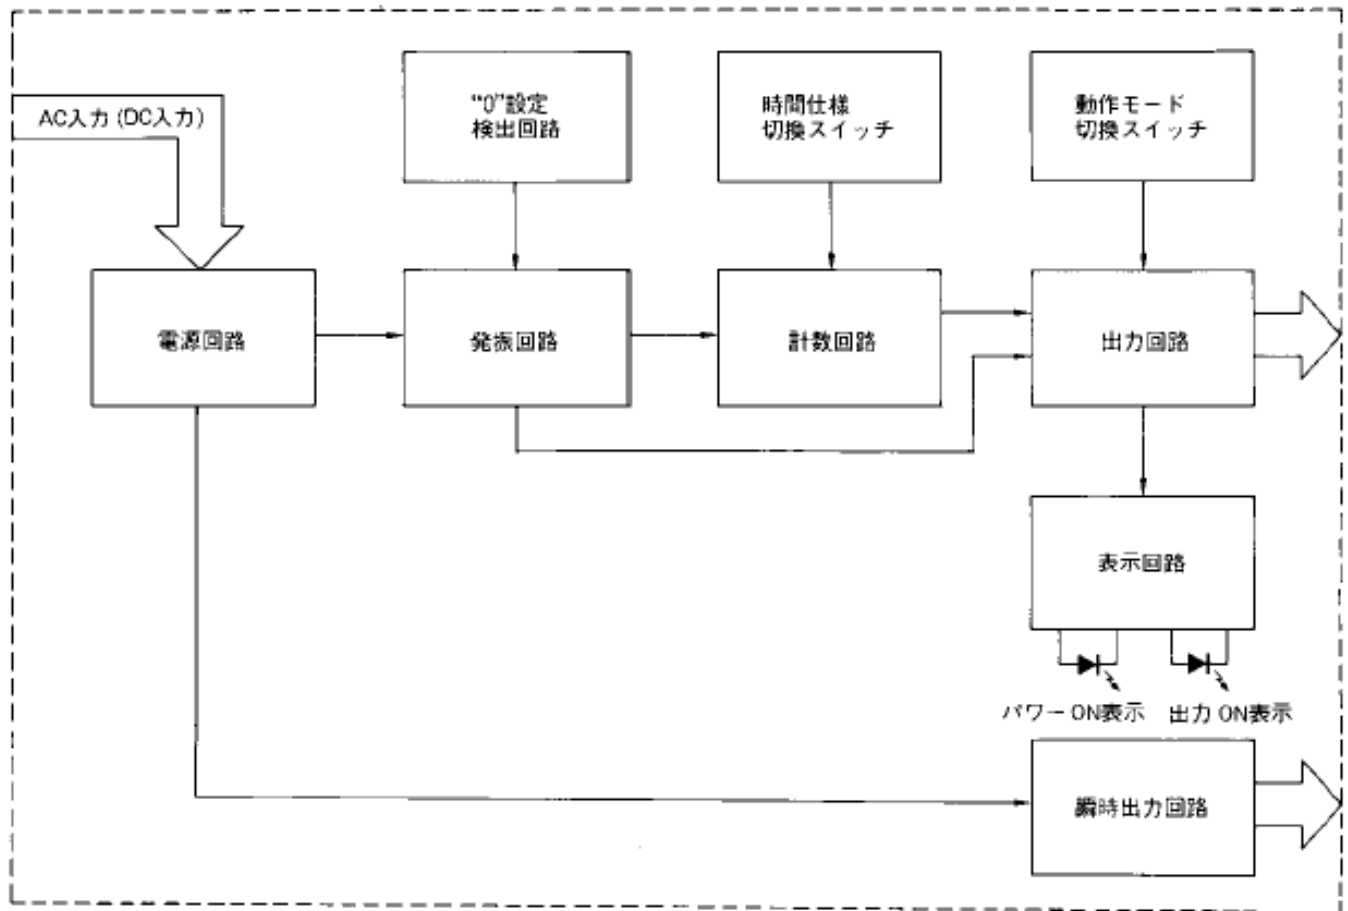 AC入力 (DC入力)
“0”設定
検出回路
時間仕様
切換スイッチ
動作モード
切換スイッチ
電源回路
発振回路
計数回路
出力回路
表示回路
パワーON表示
出力ON表示
瞬時出力回路